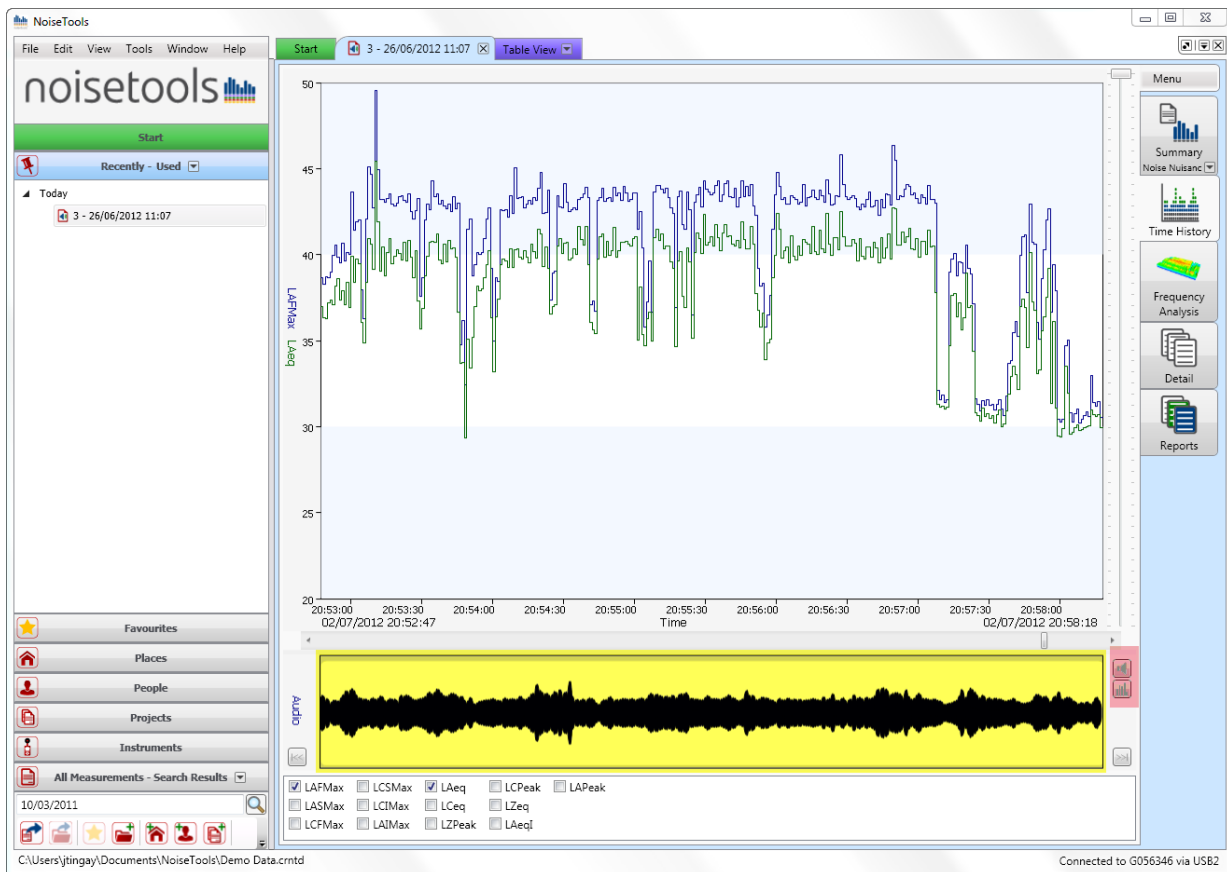 NoiseTools
File Edit View Tools Window Help
noisetools
Start
Recently - Used
Today
3 - 26/06/2012 11:07
Favourites
Places
People
Projects
Instruments
All Measurements - Search Results
10/03/2011
Start
3 - 26/06/2012 11:07
Table View
50
45
40
35
30
25
20
LAFMax LAeq
20:53:00 20:53:30 20:54:00 20:54:30 20:55:00 20:55:30 20:56:00 20:56:30 20:57:00 20:57:30 20:58:00
02/07/2012 20:52:47 Time 02/07/2012 20:58:18
Audio
LAFMax LCSMax LAeq LCPeak LAPeak
LASMax LCIMax LCeq LZeq
LCFMax LAIMax LZPeak LAeqI
Menu
Summary
Noise Nuisanc
Time History
Frequency
Analysis
Detail
Reports
C:\Users\jtingay\Documents\NoiseTools\Demo Data.crntd
Connected to G056346 via USB2